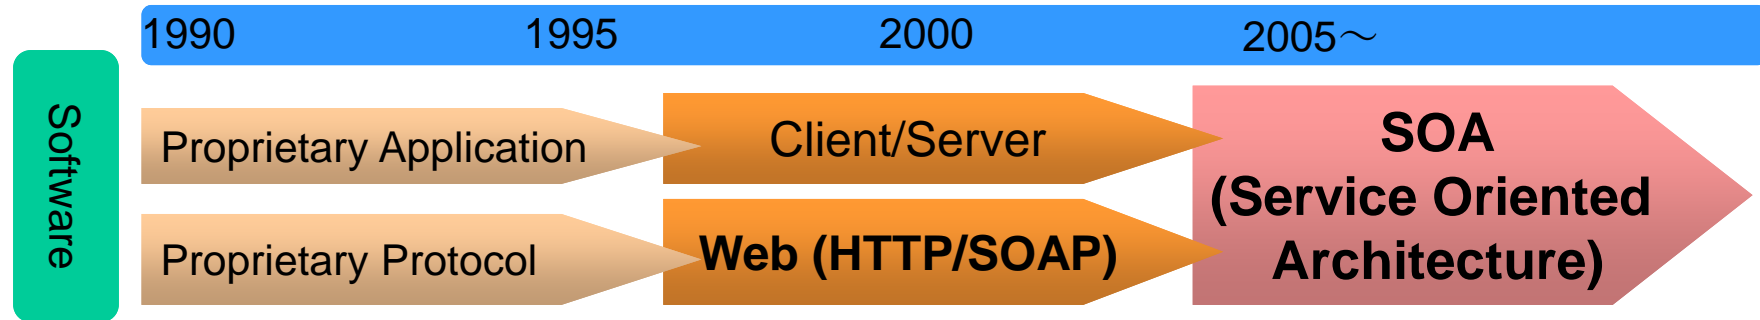 1990 1995 2000 2005～
Software
Proprietary Application
Client/Server
Proprietary Protocol
Web (HTTP/SOAP)
SOA
(Service Oriented
Architecture)